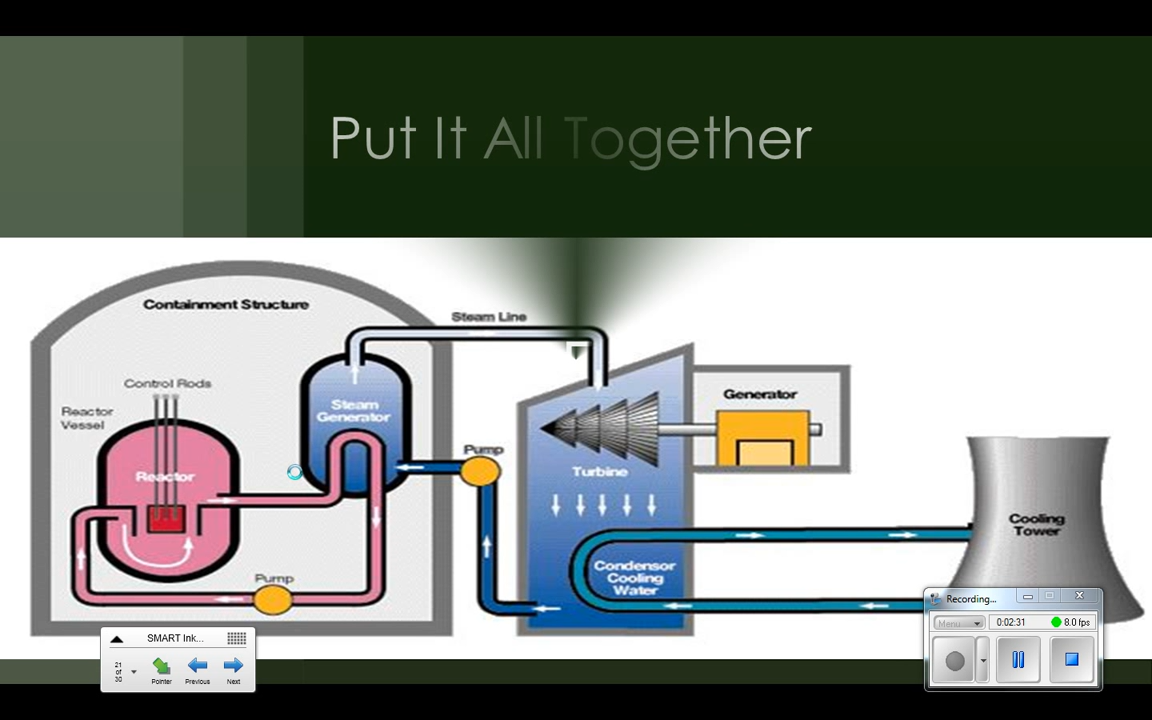 Put It All Together
Containment Structure
Steam Line
Control Rods
Reactor
Vessel
Steam
Generator
Generator
Pump
Reactor
Turbine
Cooling
Tower
Condensor
Cooling
Water
Pump
Recording...
Menu
0:02:31
8.0 fps
SMART Ink...
21
of
30
Pointer
Previous
Next